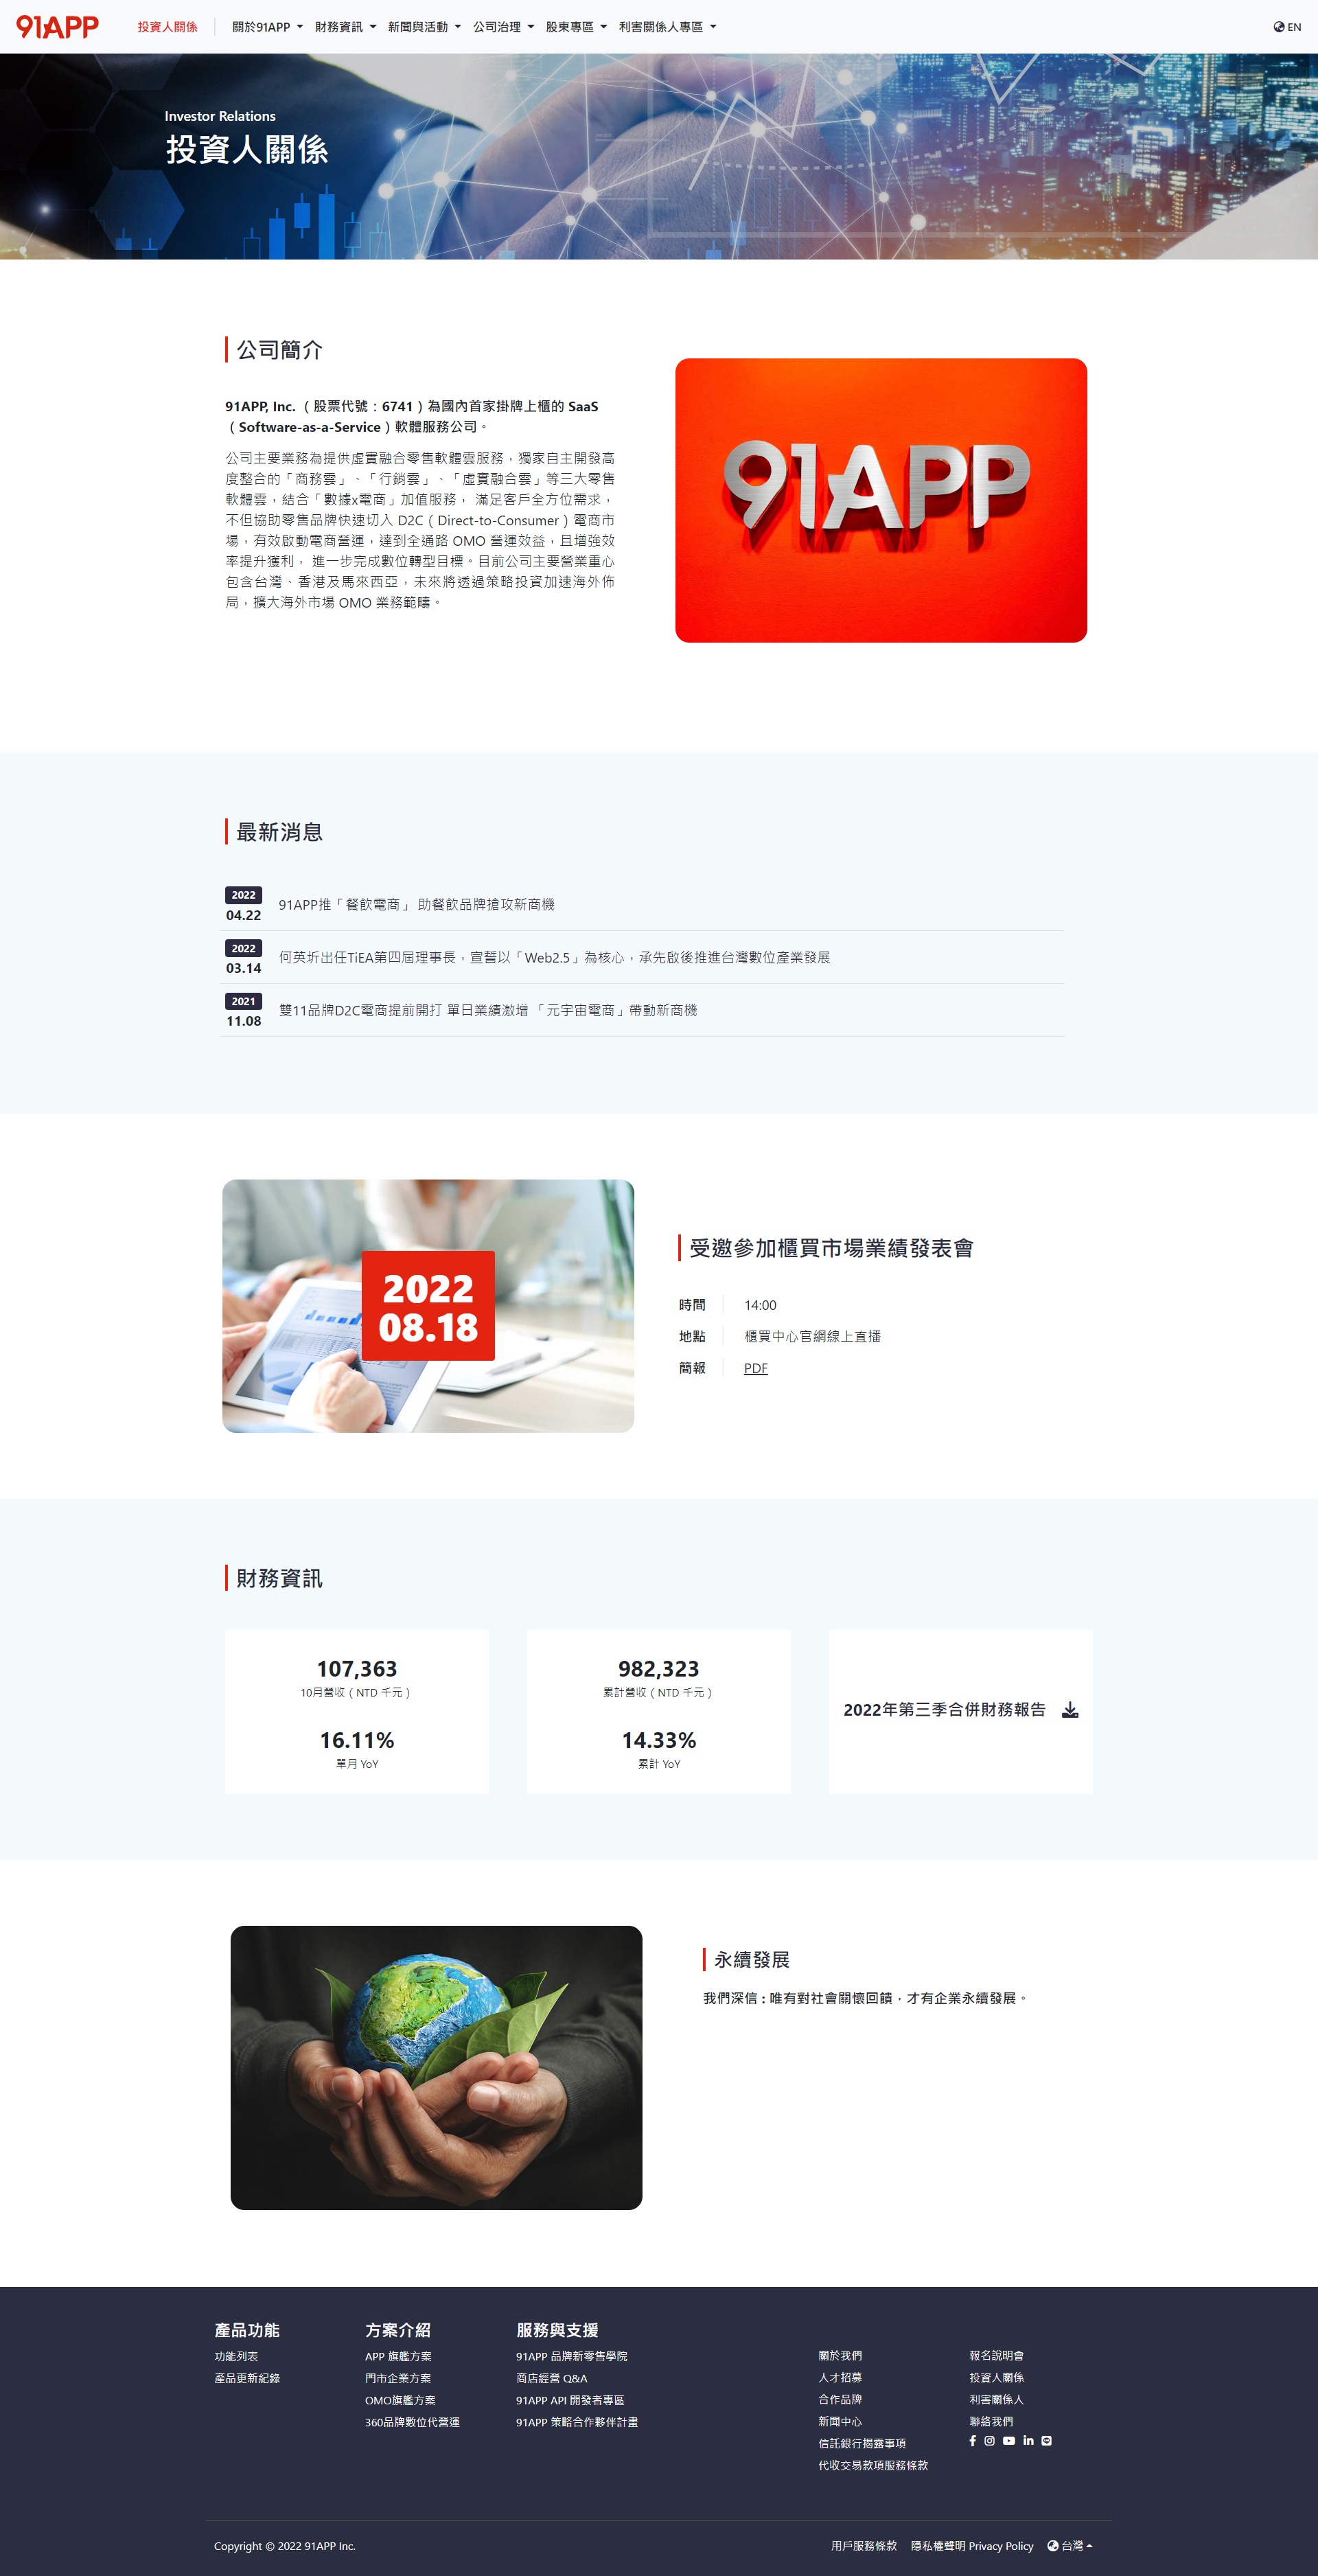 91APP
投資人關係
關於91APP
財務資訊
新聞與活動
公司治理
股東專區
利害關係人專區
EN
Investor Relations
投資人關係
公司簡介
91APP, Inc. （股票代號：6741）為國內首家掛牌上櫃的 SaaS
（Software-as-a-Service）軟體服務公司。
公司主要業務為提供虛實融合零售軟體雲服務，獨家自主開發高
度整合的「商務雲」、「行銷雲」、「虛實融合雲」等三大零售
軟體雲，結合「數據x電商」加值服務， 滿足客戶全方位需求，
不但協助零售品牌快速切入 D2C（Direct-to-Consumer）電商市
場，有效啟動電商營運，達到全通路 OMO 營運效益，且增強效
率提升獲利， 進一步完成數位轉型目標。目前公司主要營業重心
包含台灣、香港及馬來西亞，未來將透過策略投資加速海外佈
局，擴大海外市場 OMO 業務範疇。
91APP
最新消息
2022
04.22
91APP推「餐飲電商」 助餐飲品牌搶攻新商機
2022
03.14
何英圻出任TiEA第四屆理事長，宣誓以「Web2.5」為核心，承先啟後推進台灣數位產業發展
2021
11.08
雙11品牌D2C電商提前開打 單日業績激增 「元宇宙電商」帶動新商機
2022
08.18
受邀參加櫃買市場業績發表會
時間 14:00
地點 櫃買中心官網線上直播
簡報 PDF
財務資訊
107,363
10月營收（NTD 千元）
16.11%
單月 YoY
982,323
累計營收（NTD 千元）
14.33%
累計 YoY
2022年第三季合併財務報告
永續發展
我們深信：唯有對社會關懷回饋，才有企業永續發展。
產品功能
功能列表
產品更新紀錄
方案介紹
APP 旗艦方案
門市企業方案
OMO旗艦方案
360品牌數位代營運
服務與支援
91APP 品牌新零售學院
商店經營 Q&A
91APP API 開發者專區
91APP 策略合作夥伴計畫
關於我們
人才招募
合作品牌
新聞中心
信託銀行揭露事項
代收交易款項服務條款
報名說明會
投資人關係
利害關係人
聯絡我們
Copyright © 2022 91APP Inc.
用戶服務條款
隱私權聲明 Privacy Policy
台灣